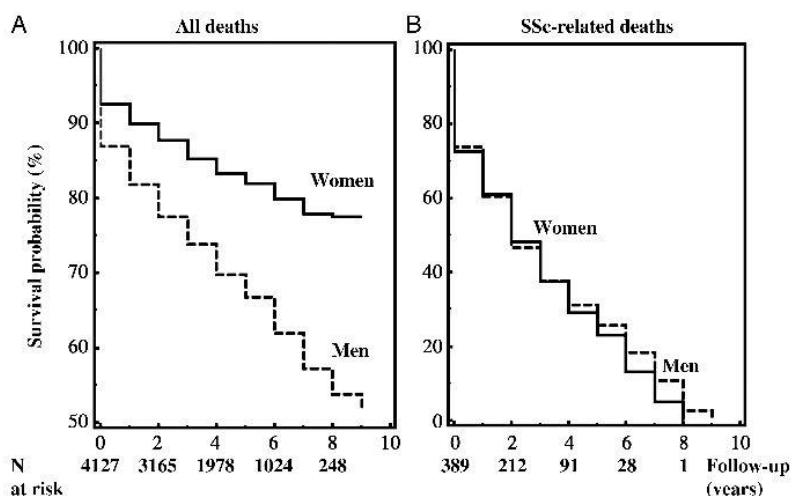 A All deaths
B SSc-related deaths
Survival probability (%)
100
90
80
70
60
50
Women
Men
0 2 4 6 8 10
N
at risk
4127 3165 1978 1024 248
100
80
60
40
20
0
Women
Men
0 2 4 6 8 10
389 212 91 28 1 Follow-up
(years)